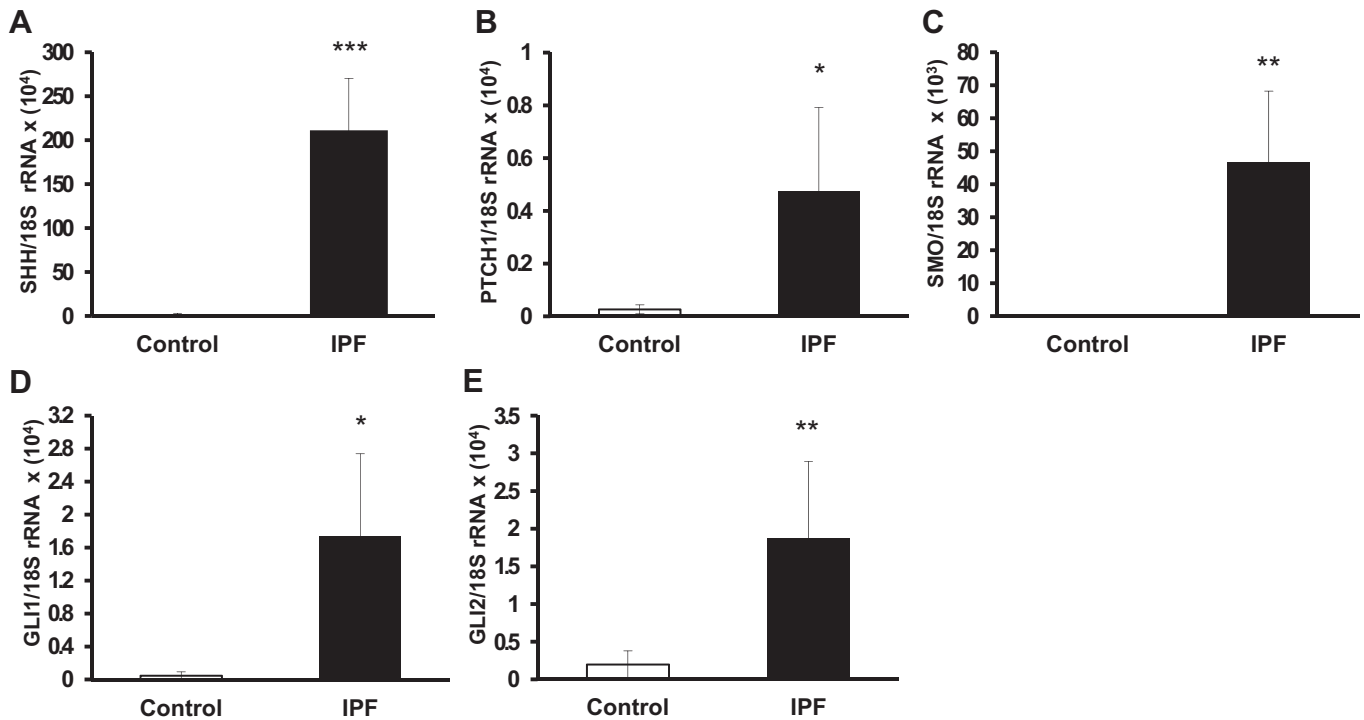 A
SHH/18S rRNA x (10⁴)
300
250
200
150
100
50
0
***
Control
IPF
B
PTCH1/18S rRNA x (10⁴)
1
0.8
0.6
0.4
0.2
0
*
Control
IPF
C
SMO/18S rRNA x (10³)
80
70
60
50
40
30
20
10
0
**
Control
IPF
D
GLI1/18S rRNA x (10⁴)
3.2
2.8
2.4
2
1.6
1.2
0.8
0.4
0
*
Control
IPF
E
GLI2/18S rRNA x (10⁴)
3.5
3
2.5
2
1.5
1
0.5
0
**
Control
IPF